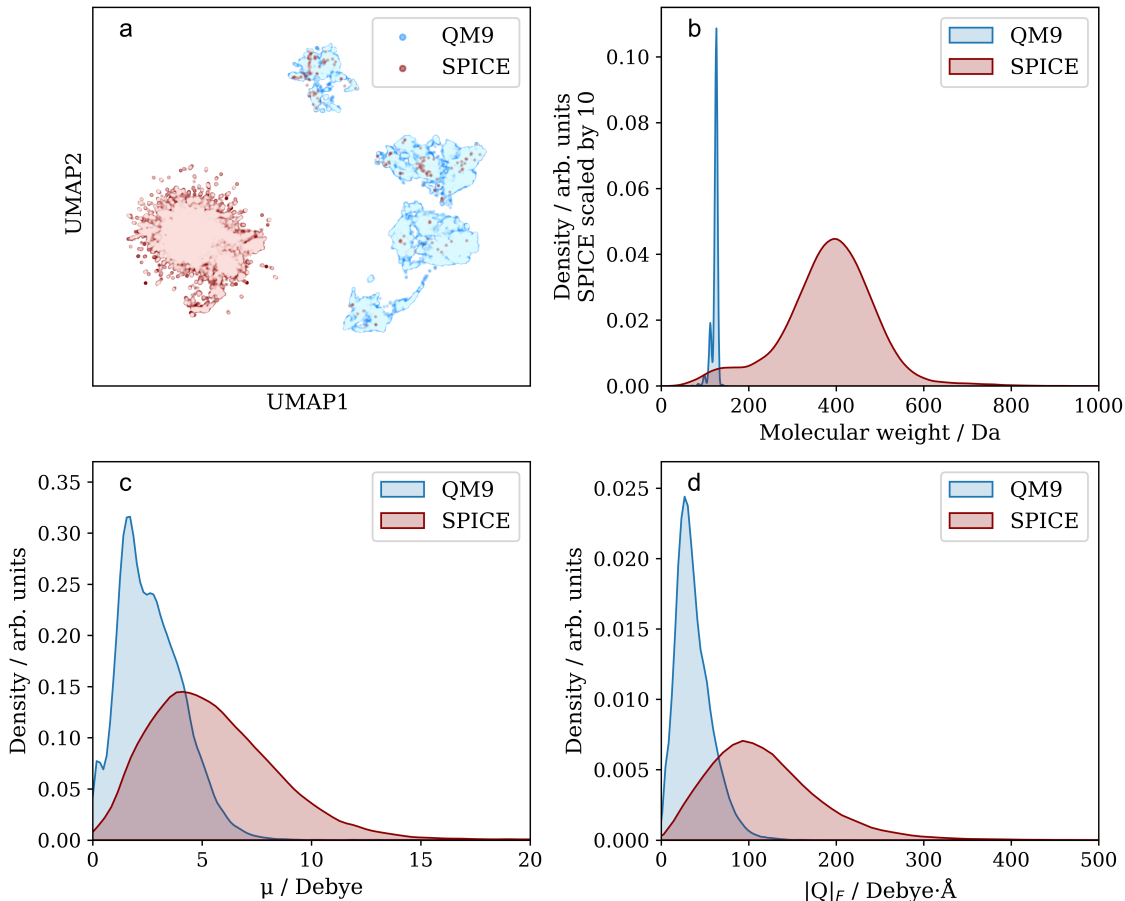 a
QM9
SPICE
UMAP2
UMAP1
b
QM9
SPICE
Density / arb. units
SPICE scaled by 10
0.10
0.08
0.06
0.04
0.02
0.00
0 200 400 600 800 1000
Molecular weight / Da
c
QM9
SPICE
Density / arb. units
0.35
0.30
0.25
0.20
0.15
0.10
0.05
0.00
0 5 10 15 20
μ / Debye
d
QM9
SPICE
Density / arb. units
0.025
0.020
0.015
0.010
0.005
0.000
0 100 200 300 400 500
|Q|F / Debye·Å